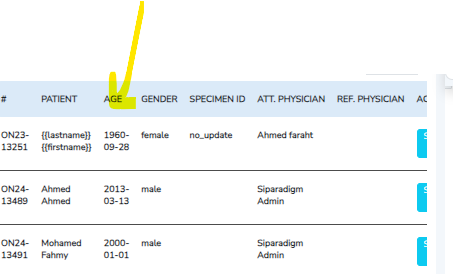 # PATIENT AGE GENDER SPECIMEN ID ATT. PHYSICIAN REF. PHYSICIAN AC
ON23- {{lastname}} 1960- female no_update Ahmed faraht S
13251 {{firstname}} 09-28
ON24- Ahmed 2013- male Siparadigm S
13489 Ahmed 03-13 Admin
ON24- Mohamed 2000- male Siparadigm S
13491 Fahmy 01-01 Admin